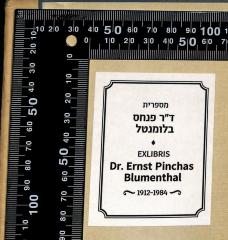 מספרית
ד"ר פנחס
בלומנטל
EXLIBRIS
Dr. Ernst Pinchas
Blumenthal
1912-1984